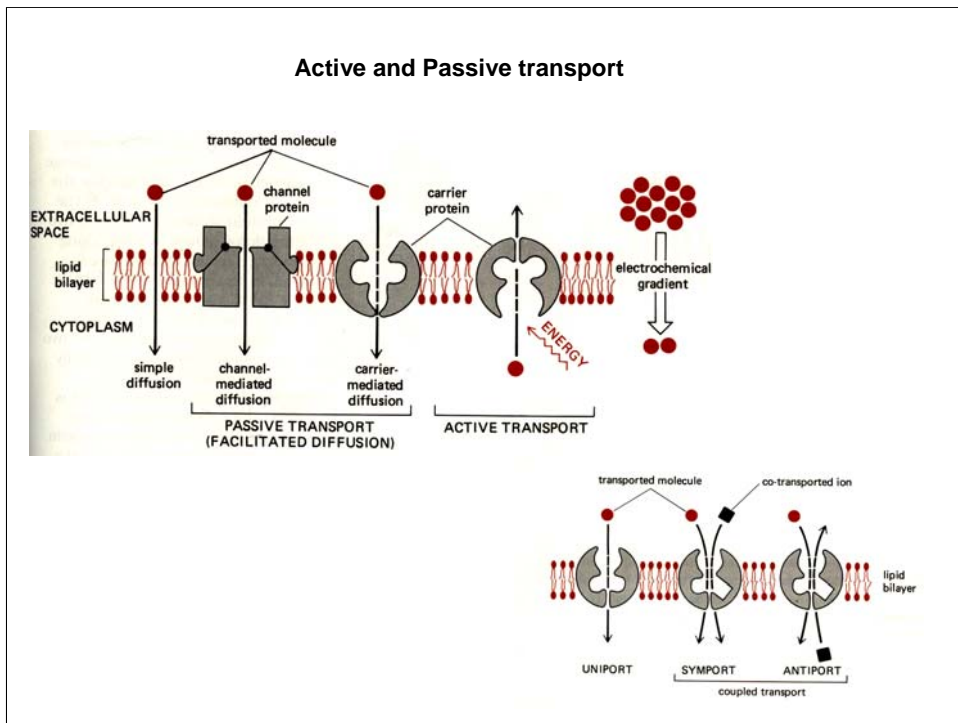 Active and Passive transport
transported molecule
channel
protein
carrier
protein
EXTRACELLULAR
SPACE
lipid
bilayer
CYTOPLASM
electrochemical
gradient
ENERGY
simple
diffusion
channel-
mediated
diffusion
carrier-
mediated
diffusion
PASSIVE TRANSPORT
(FACILITATED DIFFUSION)
ACTIVE TRANSPORT
transported molecule
co-transported ion
lipid
bilayer
UNIPORT
SYMPORT
ANTIPORT
coupled transport